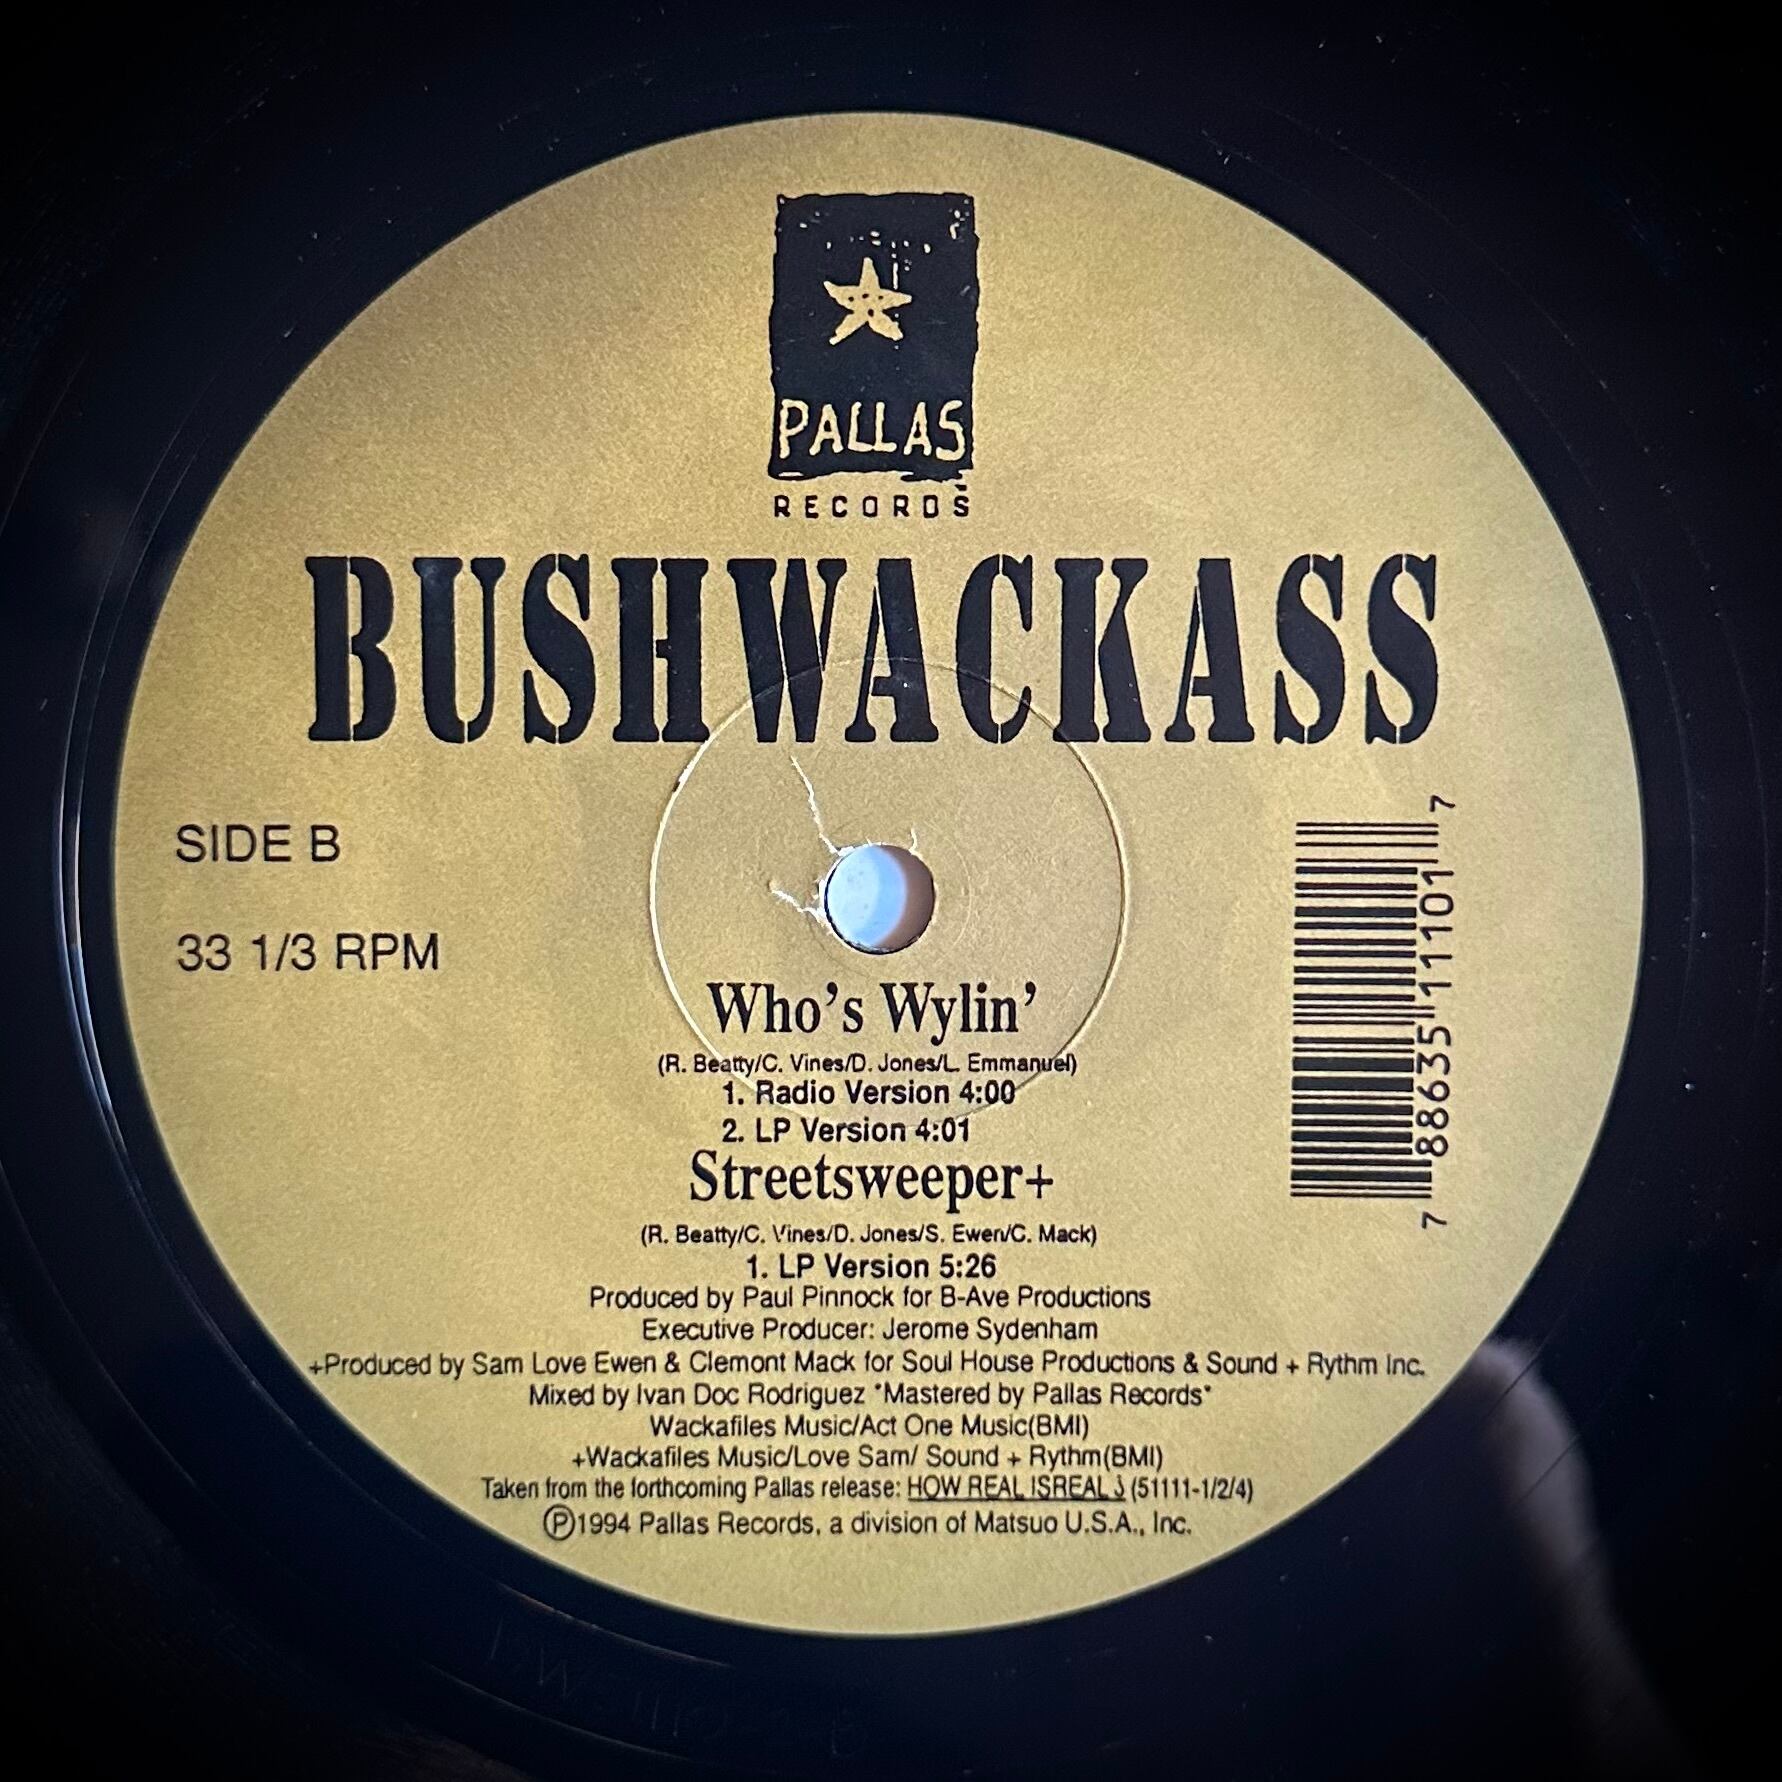 PALLAS
RECORDS
BUSHWACKASS
SIDE B
33 1/3 RPM
7 88635 11101 7
Who's Wylin'
(R. Beatty/C. Vines/D. Jones/L. Emmanuel)
1. Radio Version 4:00
2. LP Version 4:01
Streetsweeper+
(R. Beatty/C. Vines/D. Jones/S. Ewen/C. Mack)
1. LP Version 5:26
Produced by Paul Pinnock for B-Ave Productions
Executive Producer: Jerome Sydenham
+Produced by Sam Love Ewen & Clemont Mack for Soul House Productions & Sound + Rythm Inc.
Mixed by Ivan Doc Rodriguez "Mastered by Pallas Records"
Wackafiles Music/Act One Music(BMI)
+Wackafiles Music/Love Sam/ Sound + Rythm(BMI)
Taken from the forthcoming Pallas release: HOW REAL ISREAL (51111-1/2/4)
Ⓟ1994 Pallas Records, a division of Matsuo U.S.A., Inc.